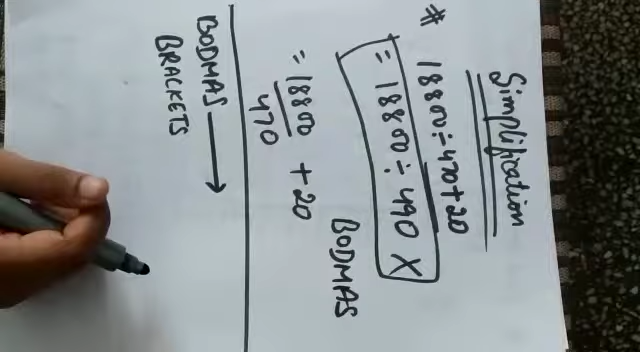 Simplification
* 18800÷470+20
= 18800÷490 X
BODMAS
= 18800/470 + 20
BODMAS →
BRACKETS